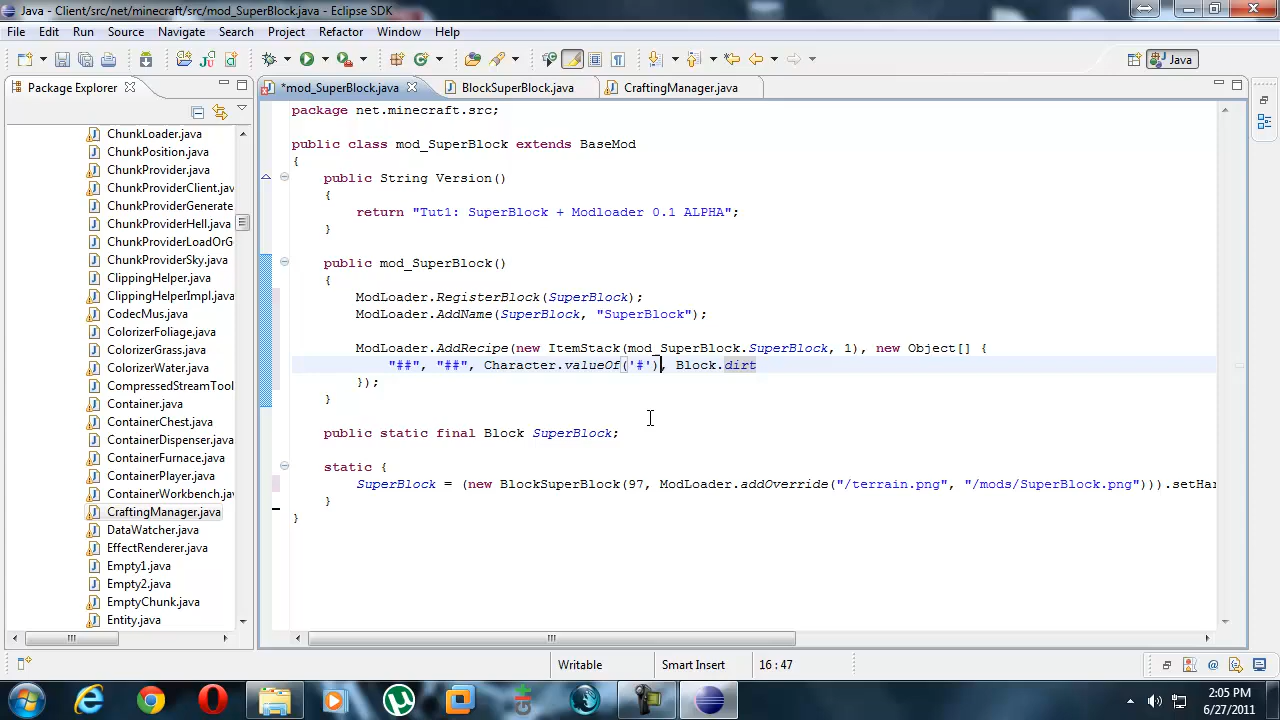 Java - Client/src/net/minecraft/src/mod_SuperBlock.java - Eclipse SDK
File Edit Run Source Navigate Search Project Refactor Window Help
Java
Package Explorer
*mod_SuperBlock.java
BlockSuperBlock.java
CraftingManager.java
ChunkLoader.java
ChunkPosition.java
ChunkProvider.java
ChunkProviderClient.jav
ChunkProviderGenerate
ChunkProviderHell.java
ChunkProviderLoadOrG
ChunkProviderSky.java
ClippingHelper.java
ClippingHelperImpl.java
CodecMus.java
ColorizerFoliage.java
ColorizerGrass.java
ColorizerWater.java
CompressedStreamTool
Container.java
ContainerChest.java
ContainerDispenser.java
ContainerFurnace.java
ContainerPlayer.java
ContainerWorkbench.java
CraftingManager.java
DataWatcher.java
EffectRenderer.java
Empty1.java
Empty2.java
EmptyChunk.java
Entity.java
package net.minecraft.src;
public class mod_SuperBlock extends BaseMod
{
public String Version()
{
return "Tut1: SuperBlock + Modloader 0.1 ALPHA";
}
public mod_SuperBlock()
{
ModLoader.RegisterBlock(SuperBlock);
ModLoader.AddName(SuperBlock, "SuperBlock");
ModLoader.AddRecipe(new ItemStack(mod_SuperBlock.SuperBlock, 1), new Object[] {
"##", "##", Character.valueOf('#'), Block.dirt
});
}
public static final Block SuperBlock;
static {
SuperBlock = (new BlockSuperBlock(97, ModLoader.addOverride("/terrain.png", "/mods/SuperBlock.png"))).setHar
}
}
Writable
Smart Insert
16 : 47
2:05 PM
6/27/2011